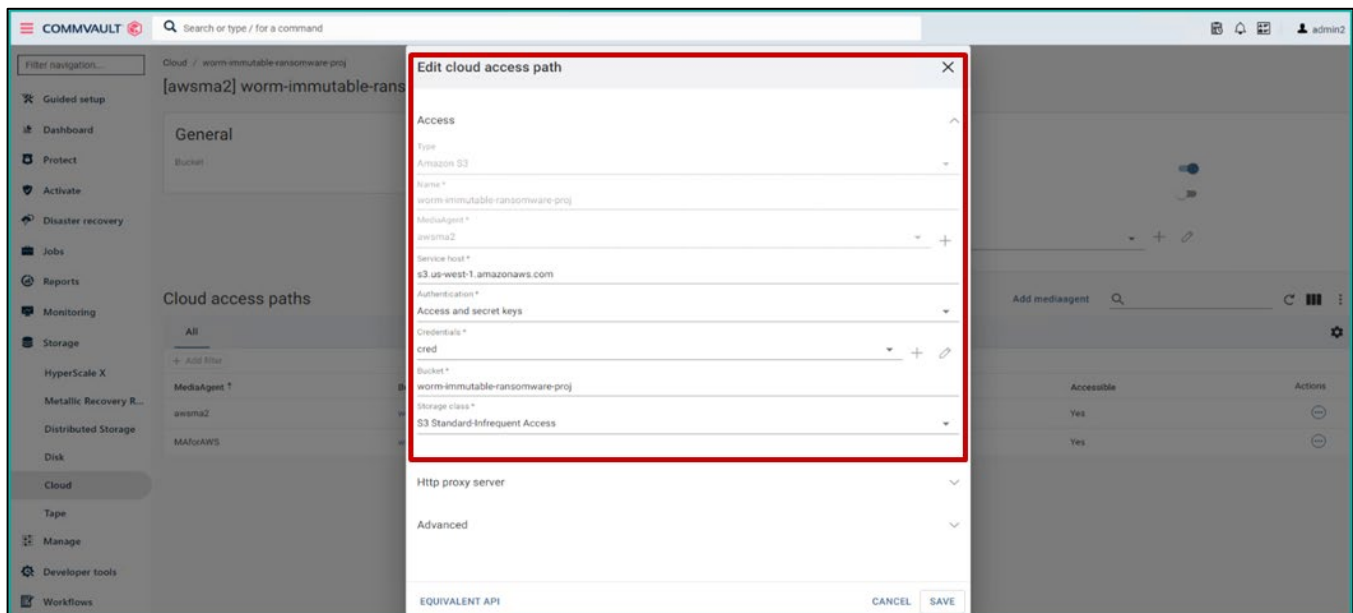 COMMVAULT
Search or type / for a command
admin2
Filter navigation...
Guided setup
Dashboard
Protect
Activate
Disaster recovery
Jobs
Reports
Monitoring
Storage
HyperScale X
Metallic Recovery R...
Distributed Storage
Disk
Cloud
Tape
Manage
Developer tools
Workflows
Cloud / worm-immutable-ransomware-proj
[awsma2] worm-immutable-rans
General
Bucket
Cloud access paths
Add mediaagent
All
+ Add filter
MediaAgent ↑
Accessible
Actions
awsma2
Yes
MAforAWS
Yes
Edit cloud access path
Access
Type
Amazon S3
Name *
worm-immutable-ransomware-proj
MediaAgent *
awsma2
Service host *
s3.us-west-1.amazonaws.com
Authentication *
Access and secret keys
Credentials *
cred
Bucket *
worm-immutable-ransomware-proj
Storage class *
S3 Standard-Infrequent Access
Http proxy server
Advanced
EQUIVALENT API
CANCEL
SAVE